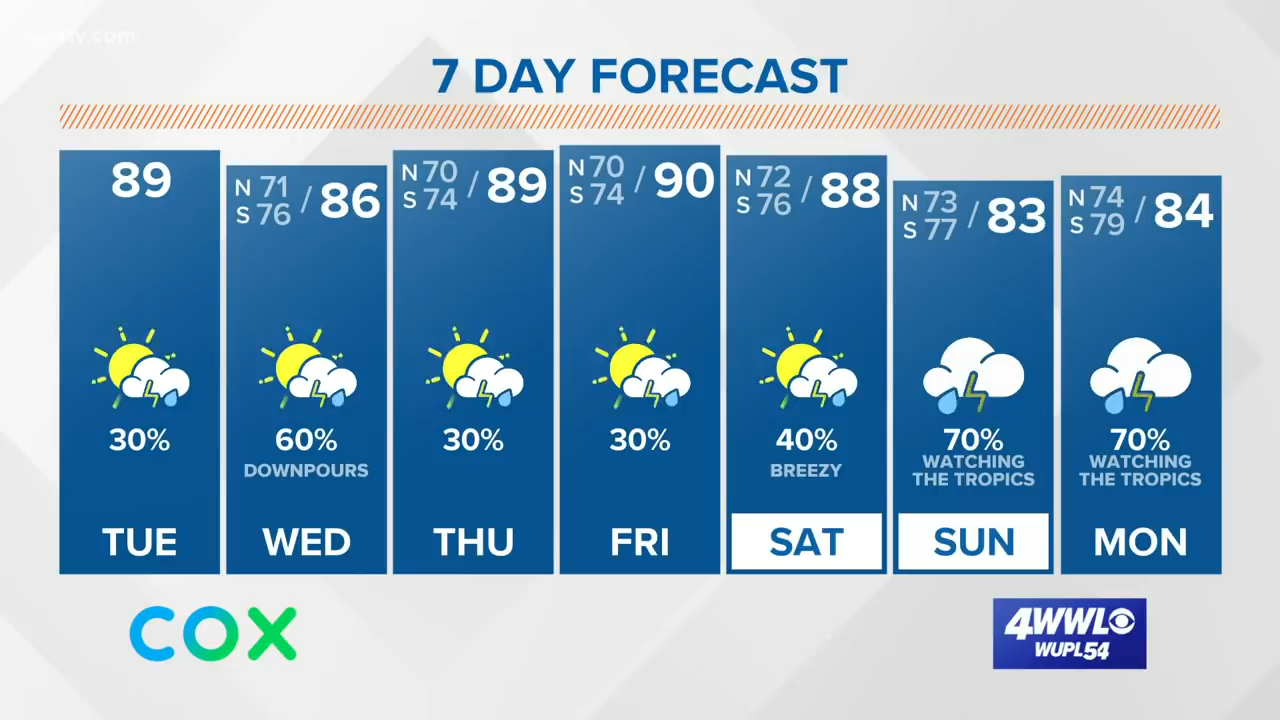 7 DAY FORECAST
89
N 71
S 76 / 86
N 70
S 74 / 89
N 70
S 74 / 90
N 72
S 76 / 88
N 73
S 77 / 83
N 74
S 79 / 84
30%
60%
30%
30%
40%
70%
70%
DOWNPOURS
BREEZY
WATCHING
THE TROPICS
WATCHING
THE TROPICS
TUE
WED
THU
FRI
SAT
SUN
MON
COX
4WWL
WUPL54